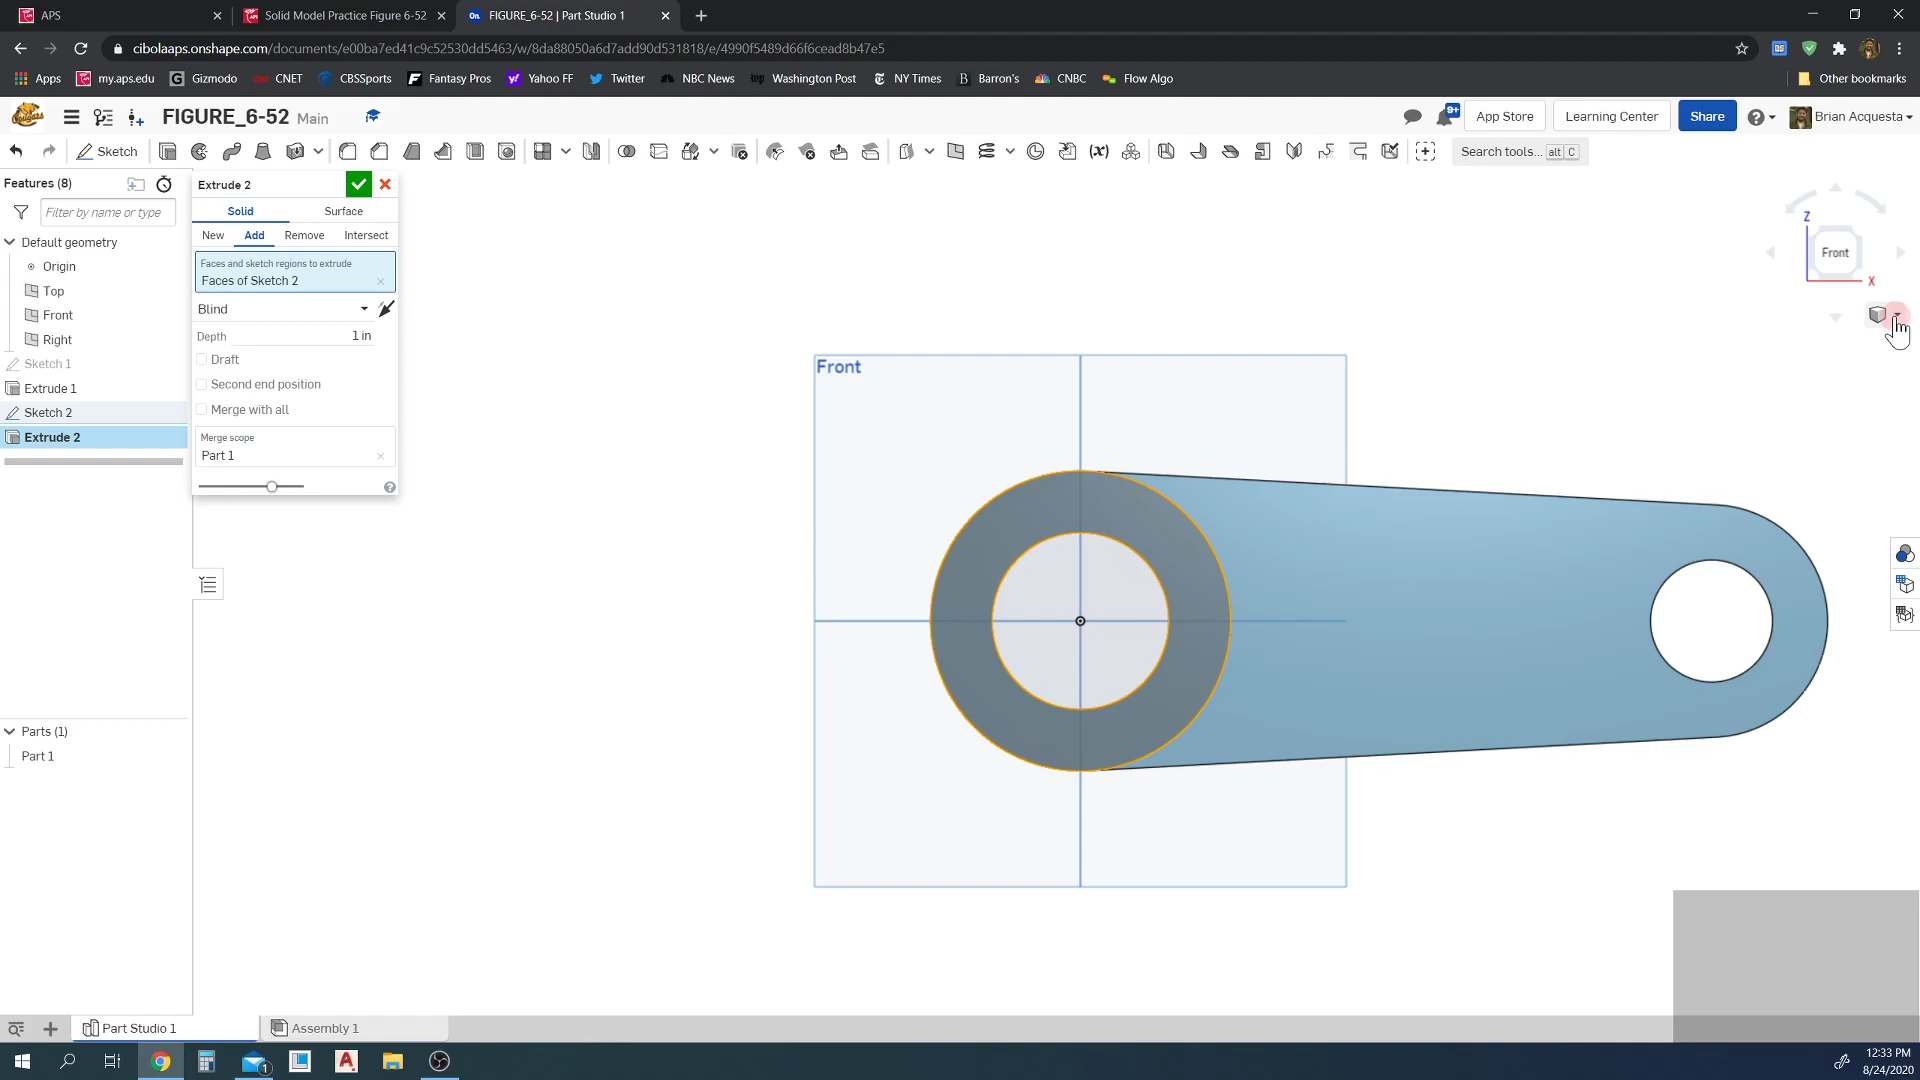 APS
Solid Model Practice Figure 6-52
On FIGURE_6-52 | Part Studio 1
cibolaaps.onshape.com/documents/e00ba7ed41c9c52530dd5463/w/8da88050a6d7add90d531818/e/4990f5489d66f6cead8b47e5
Apps my.aps.edu Gizmodo CNET CBSSports Fantasy Pros Yahoo FF Twitter NBC News Washington Post NY Times Barron's CNBC Flow Algo Other bookmarks
FIGURE_6-52 Main
9+ App Store Learning Center Share Brian Acquesta
Sketch
Search tools... alt C
Features (8)
Filter by name or type
Default geometry
Origin
Top
Front
Right
Sketch 1
Extrude 1
Sketch 2
Extrude 2
Parts (1)
Part 1
Extrude 2
Solid Surface
New Add Remove Intersect
Faces and sketch regions to extrude
Faces of Sketch 2
Blind
Depth 1 in
Draft
Second end position
Merge with all
Merge scope
Part 1
Front
Z
Front
X
Part Studio 1
Assembly 1
1
12:33 PM
8/24/2020